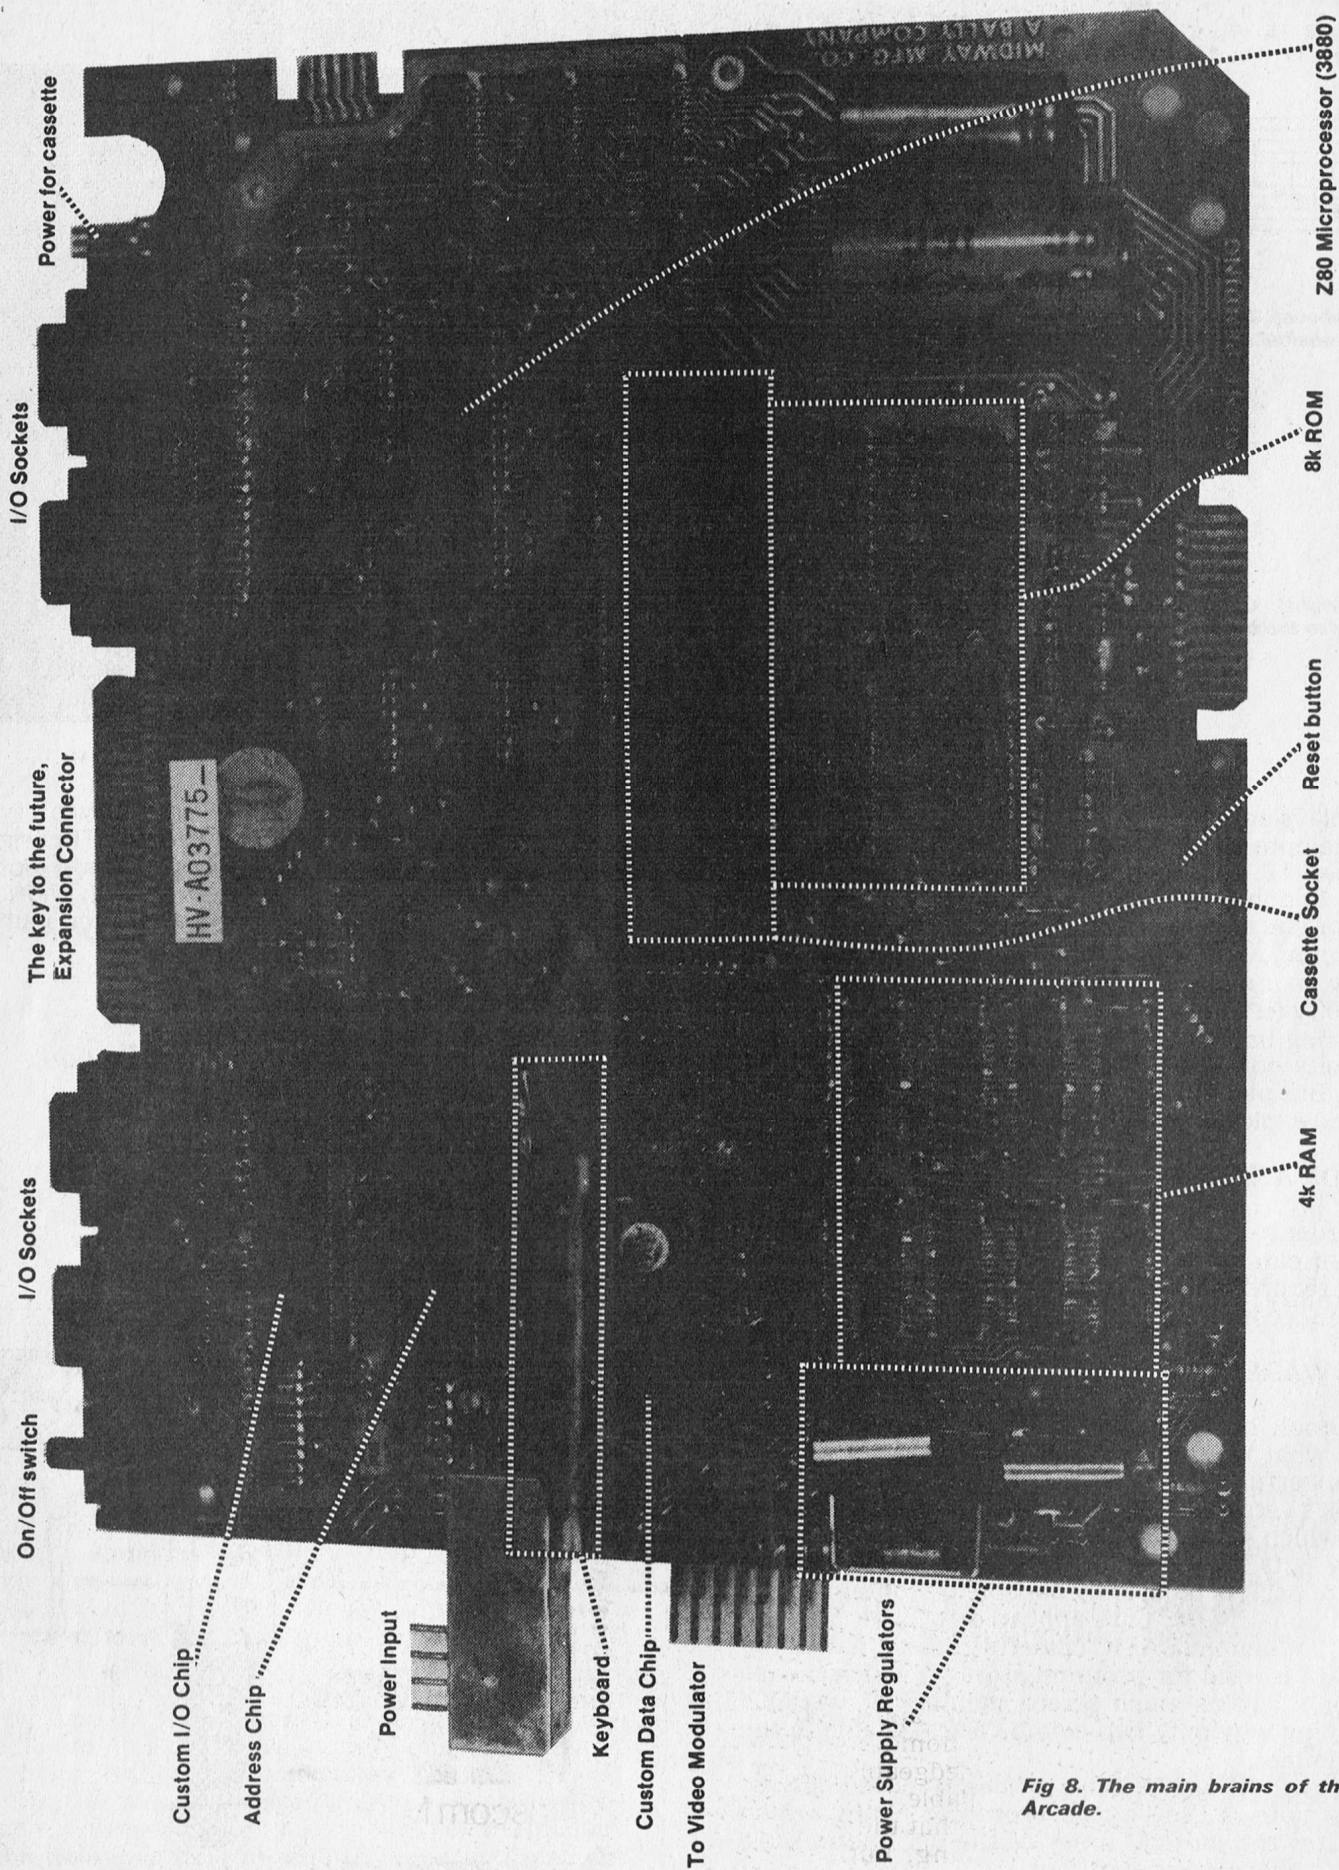 On/Off switch
I/O Sockets
The key to the future,
Expansion Connector
I/O Sockets
Power for cassette
Custom I/O Chip
Address Chip
Power Input
Keyboard
Custom Data Chip
To Video Modulator
Power Supply Regulators
4k RAM
Cassette Socket
Reset button
8k ROM
Z80 Microprocessor (3880)
HV-A03775-
MIDWAY MFG. CO.
A BALLY COMPANY
Fig 8. The main brains of th
Arcade.